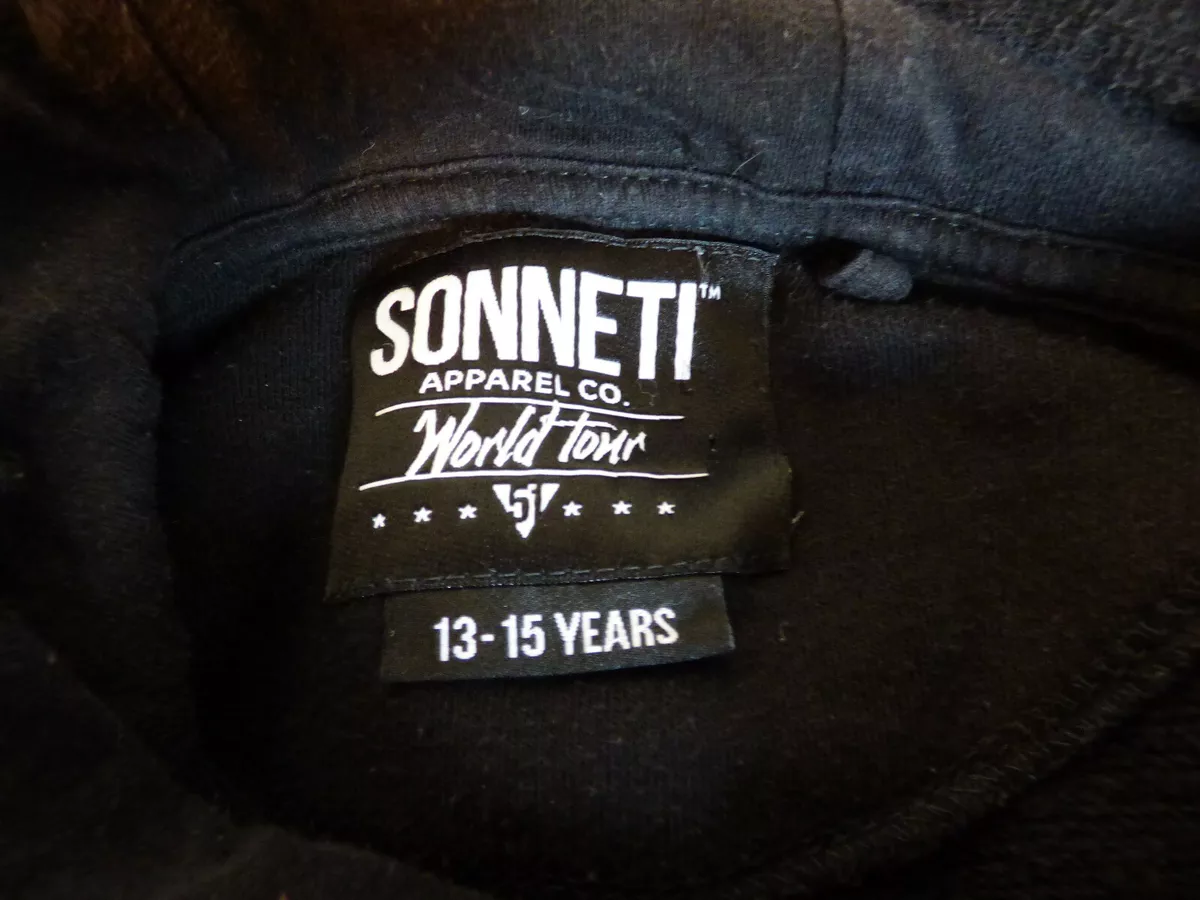 SONNETI™
APPAREL CO.
World Tour
13-15 YEARS